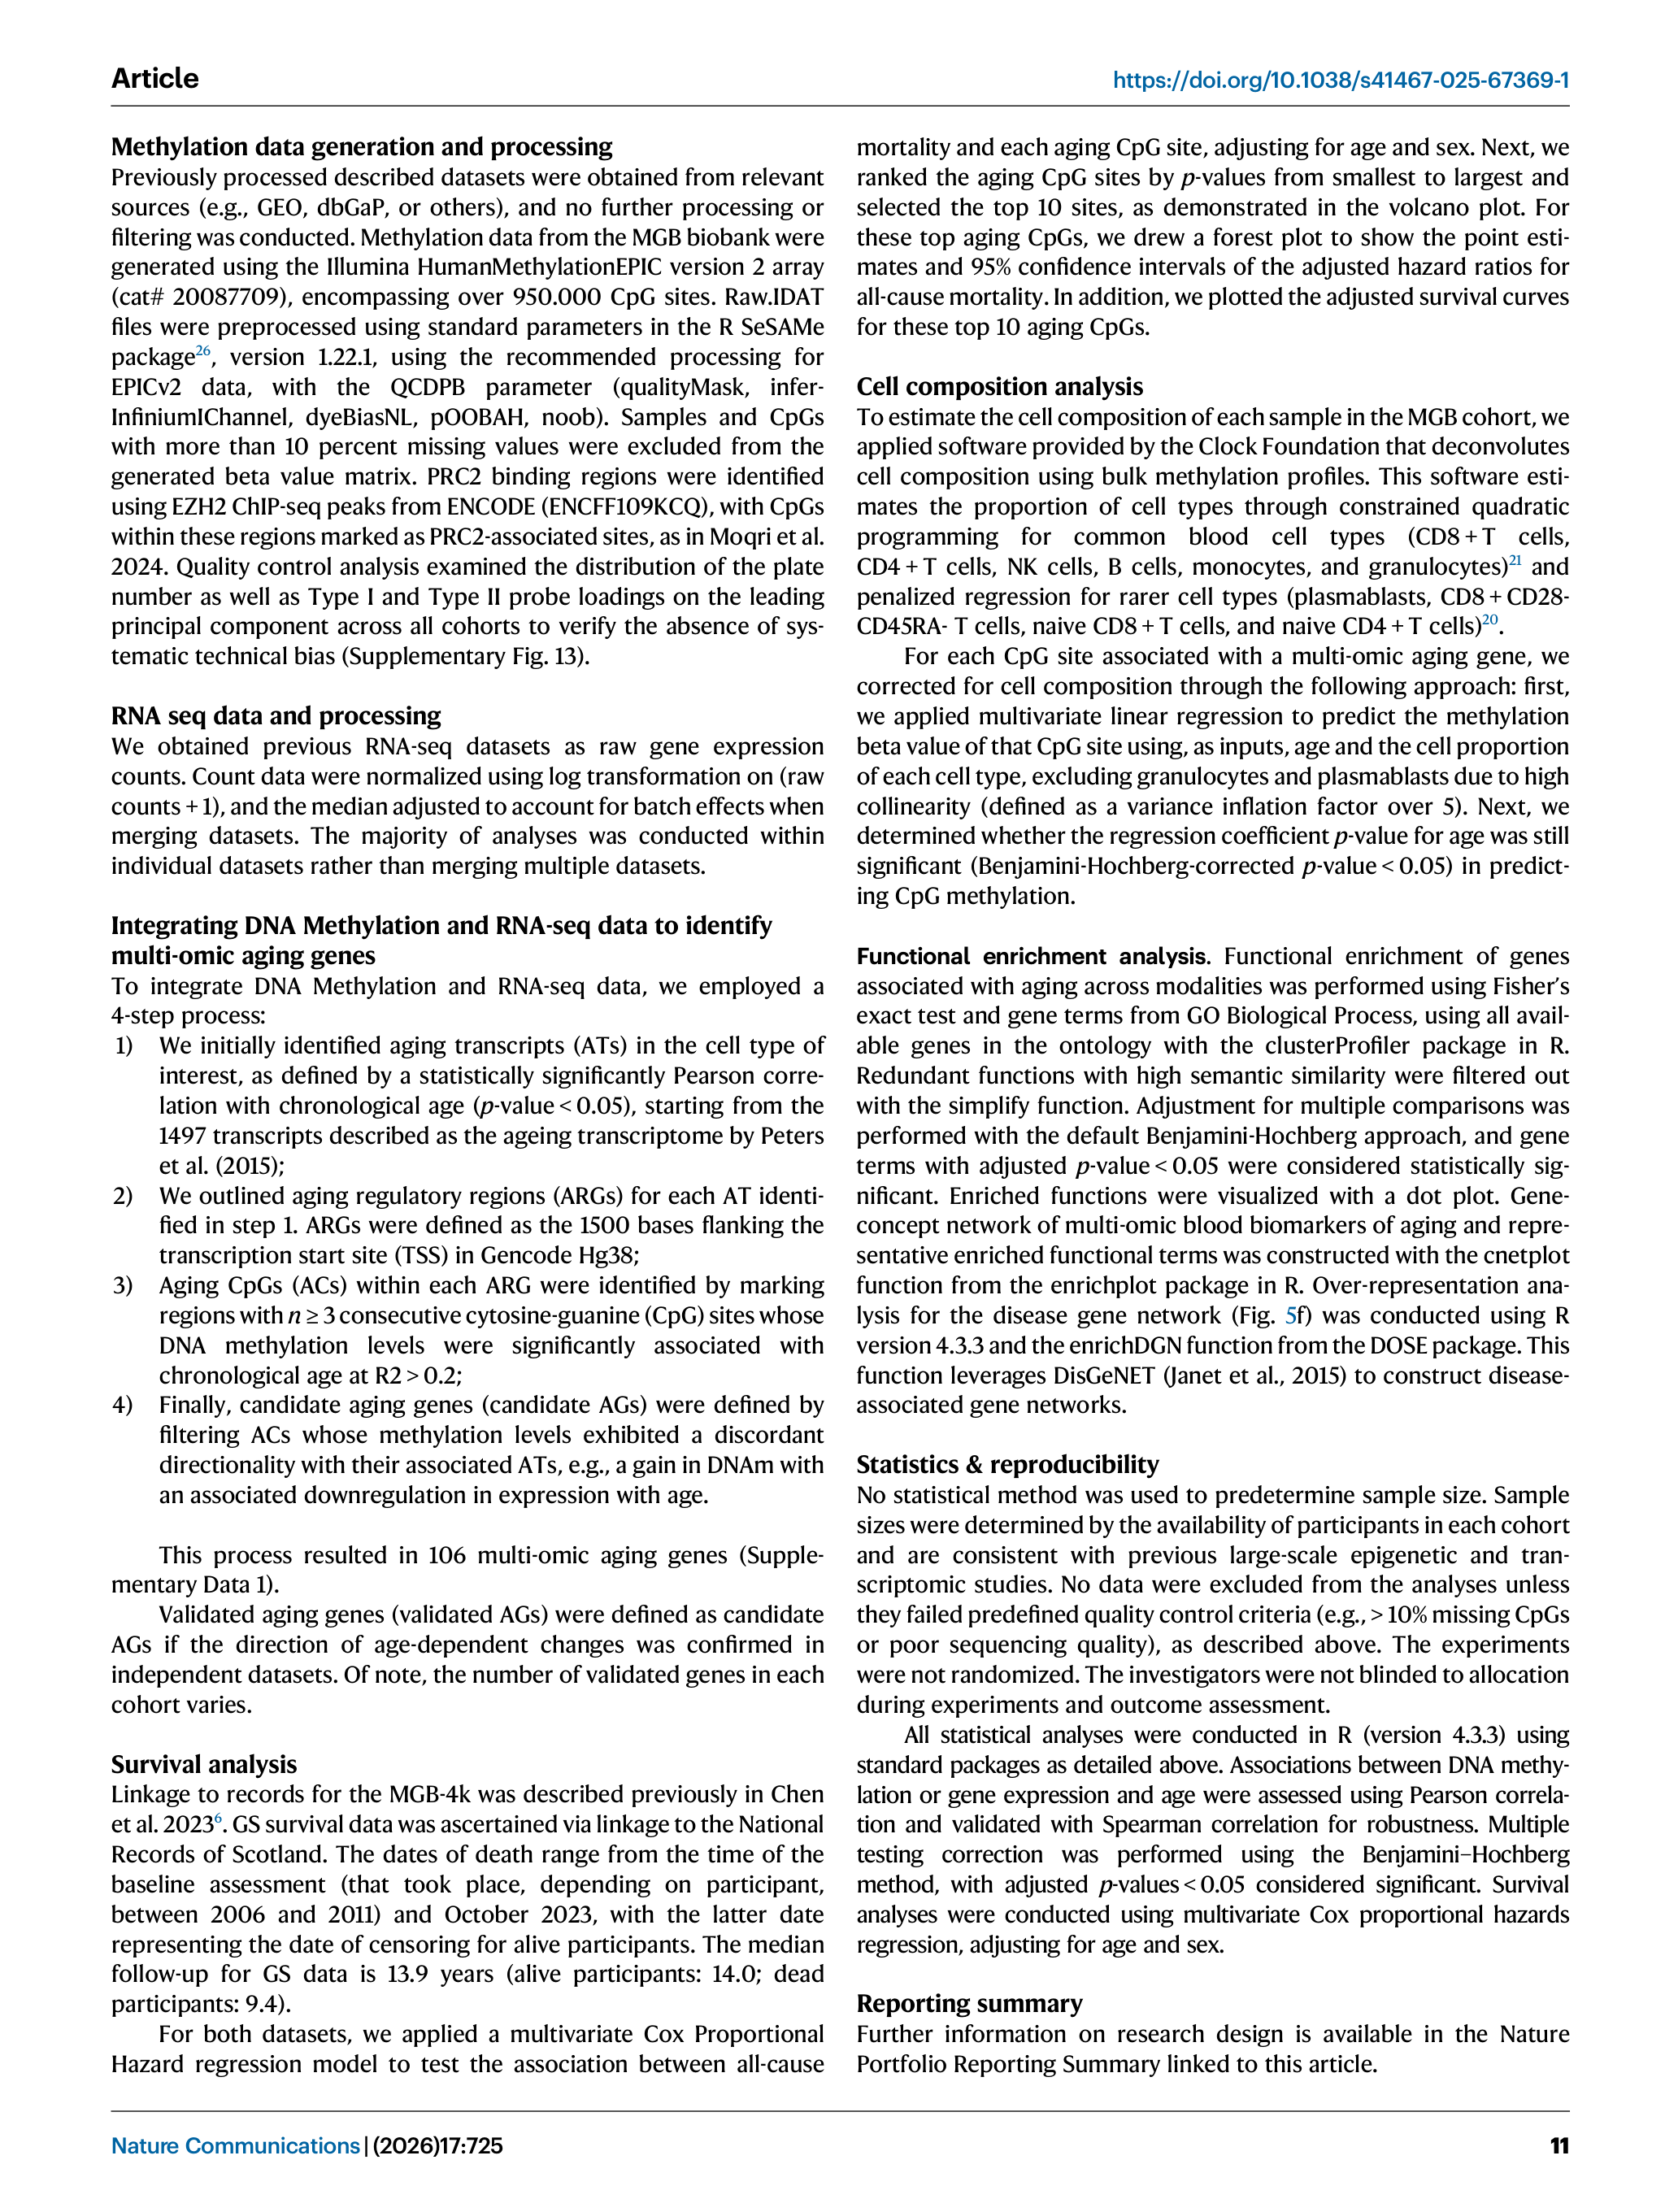 Article
https://doi.org/10.1038/s41467-025-67369-1
Methylation data generation and processing
Previously processed described datasets were obtained from relevant
sources (e.g., GEO, dbGaP, or others), and no further processing or
filtering was conducted. Methylation data from the MGB biobank were
generated using the Illumina HumanMethylationEPIC version 2 array
(cat# 20087709), encompassing over 950.000 CpG sites. Raw.IDAT
files were preprocessed using standard parameters in the R SeSAMe
package26, version 1.22.1, using the recommended processing for
EPICv2 data, with the QCDPB parameter (qualityMask, infer-
InfiniumIChannel, dyeBiasNL, pOOBAH, noob). Samples and CpGs
with more than 10 percent missing values were excluded from the
generated beta value matrix. PRC2 binding regions were identified
using EZH2 ChIP-seq peaks from ENCODE (ENCFF109KCQ), with CpGs
within these regions marked as PRC2-associated sites, as in Moqri et al.
2024. Quality control analysis examined the distribution of the plate
number as well as Type I and Type II probe loadings on the leading
principal component across all cohorts to verify the absence of sys-
tematic technical bias (Supplementary Fig. 13).
RNA seq data and processing
We obtained previous RNA-seq datasets as raw gene expression
counts. Count data were normalized using log transformation on (raw
counts + 1), and the median adjusted to account for batch effects when
merging datasets. The majority of analyses was conducted within
individual datasets rather than merging multiple datasets.
Integrating DNA Methylation and RNA-seq data to identify
multi-omic aging genes
To integrate DNA Methylation and RNA-seq data, we employed a
4-step process:
1) We initially identified aging transcripts (ATs) in the cell type of
interest, as defined by a statistically significantly Pearson corre-
lation with chronological age (p-value < 0.05), starting from the
1497 transcripts described as the ageing transcriptome by Peters
et al. (2015);
2) We outlined aging regulatory regions (ARGs) for each AT identi-
fied in step 1. ARGs were defined as the 1500 bases flanking the
transcription start site (TSS) in Gencode Hg38;
3) Aging CpGs (ACs) within each ARG were identified by marking
regions with n ≥ 3 consecutive cytosine-guanine (CpG) sites whose
DNA methylation levels were significantly associated with
chronological age at R2 > 0.2;
4) Finally, candidate aging genes (candidate AGs) were defined by
filtering ACs whose methylation levels exhibited a discordant
directionality with their associated ATs, e.g., a gain in DNAm with
an associated downregulation in expression with age.
This process resulted in 106 multi-omic aging genes (Supple-
mentary Data 1).
Validated aging genes (validated AGs) were defined as candidate
AGs if the direction of age-dependent changes was confirmed in
independent datasets. Of note, the number of validated genes in each
cohort varies.
Survival analysis
Linkage to records for the MGB-4k was described previously in Chen
et al. 20236. GS survival data was ascertained via linkage to the National
Records of Scotland. The dates of death range from the time of the
baseline assessment (that took place, depending on participant,
between 2006 and 2011) and October 2023, with the latter date
representing the date of censoring for alive participants. The median
follow-up for GS data is 13.9 years (alive participants: 14.0; dead
participants: 9.4).
For both datasets, we applied a multivariate Cox Proportional
Hazard regression model to test the association between all-cause
mortality and each aging CpG site, adjusting for age and sex. Next, we
ranked the aging CpG sites by p-values from smallest to largest and
selected the top 10 sites, as demonstrated in the volcano plot. For
these top aging CpGs, we drew a forest plot to show the point esti-
mates and 95% confidence intervals of the adjusted hazard ratios for
all-cause mortality. In addition, we plotted the adjusted survival curves
for these top 10 aging CpGs.
Cell composition analysis
To estimate the cell composition of each sample in the MGB cohort, we
applied software provided by the Clock Foundation that deconvolutes
cell composition using bulk methylation profiles. This software esti-
mates the proportion of cell types through constrained quadratic
programming for common blood cell types (CD8 + T cells,
CD4 + T cells, NK cells, B cells, monocytes, and granulocytes)21 and
penalized regression for rarer cell types (plasmablasts, CD8 + CD28-
CD45RA- T cells, naive CD8 + T cells, and naive CD4 + T cells)20.
For each CpG site associated with a multi-omic aging gene, we
corrected for cell composition through the following approach: first,
we applied multivariate linear regression to predict the methylation
beta value of that CpG site using, as inputs, age and the cell proportion
of each cell type, excluding granulocytes and plasmablasts due to high
collinearity (defined as a variance inflation factor over 5). Next, we
determined whether the regression coefficient p-value for age was still
significant (Benjamini-Hochberg-corrected p-value < 0.05) in predict-
ing CpG methylation.
Functional enrichment analysis. Functional enrichment of genes
associated with aging across modalities was performed using Fisher's
exact test and gene terms from GO Biological Process, using all avail-
able genes in the ontology with the clusterProfiler package in R.
Redundant functions with high semantic similarity were filtered out
with the simplify function. Adjustment for multiple comparisons was
performed with the default Benjamini-Hochberg approach, and gene
terms with adjusted p-value < 0.05 were considered statistically sig-
nificant. Enriched functions were visualized with a dot plot. Gene-
concept network of multi-omic blood biomarkers of aging and repre-
sentative enriched functional terms was constructed with the cnetplot
function from the enrichplot package in R. Over-representation ana-
lysis for the disease gene network (Fig. 5f) was conducted using R
version 4.3.3 and the enrichDGN function from the DOSE package. This
function leverages DisGeNET (Janet et al., 2015) to construct disease-
associated gene networks.
Statistics & reproducibility
No statistical method was used to predetermine sample size. Sample
sizes were determined by the availability of participants in each cohort
and are consistent with previous large-scale epigenetic and tran-
scriptomic studies. No data were excluded from the analyses unless
they failed predefined quality control criteria (e.g., > 10% missing CpGs
or poor sequencing quality), as described above. The experiments
were not randomized. The investigators were not blinded to allocation
during experiments and outcome assessment.
All statistical analyses were conducted in R (version 4.3.3) using
standard packages as detailed above. Associations between DNA methy-
lation or gene expression and age were assessed using Pearson correla-
tion and validated with Spearman correlation for robustness. Multiple
testing correction was performed using the Benjamini–Hochberg
method, with adjusted p-values < 0.05 considered significant. Survival
analyses were conducted using multivariate Cox proportional hazards
regression, adjusting for age and sex.
Reporting summary
Further information on research design is available in the Nature
Portfolio Reporting Summary linked to this article.
Nature Communications | (2026)17:725
11